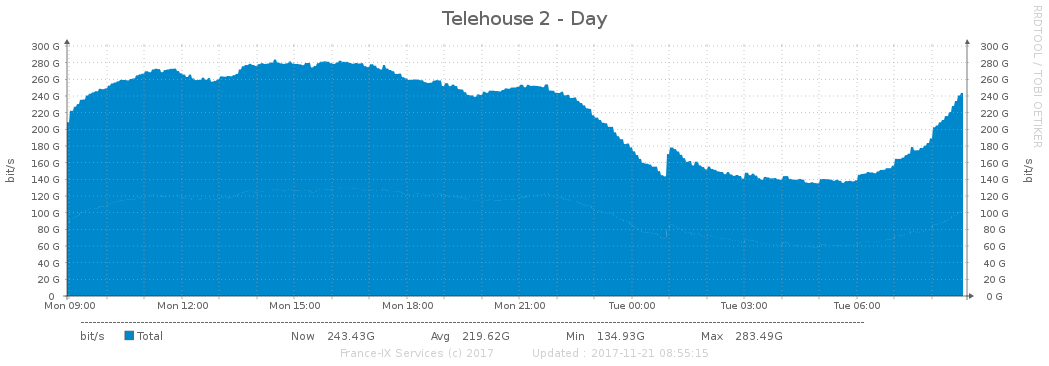 Telehouse 2 - Day
RRDTOOL / TOBI OETIKER
bit/s
300 G
280 G
260 G
240 G
220 G
200 G
180 G
160 G
140 G
120 G
100 G
80 G
60 G
40 G
20 G
0
300 G
280 G
260 G
240 G
220 G
200 G
180 G
160 G
140 G
120 G
100 G
80 G
60 G
40 G
20 G
0 G
bit/s
Mon 09:00 Mon 12:00 Mon 15:00 Mon 18:00 Mon 21:00 Tue 00:00 Tue 03:00 Tue 06:00
bit/s Total Now 243.43G Avg 219.62G Min 134.93G Max 283.49G
France-IX Services (c) 2017 Updated : 2017-11-21 08:55:15